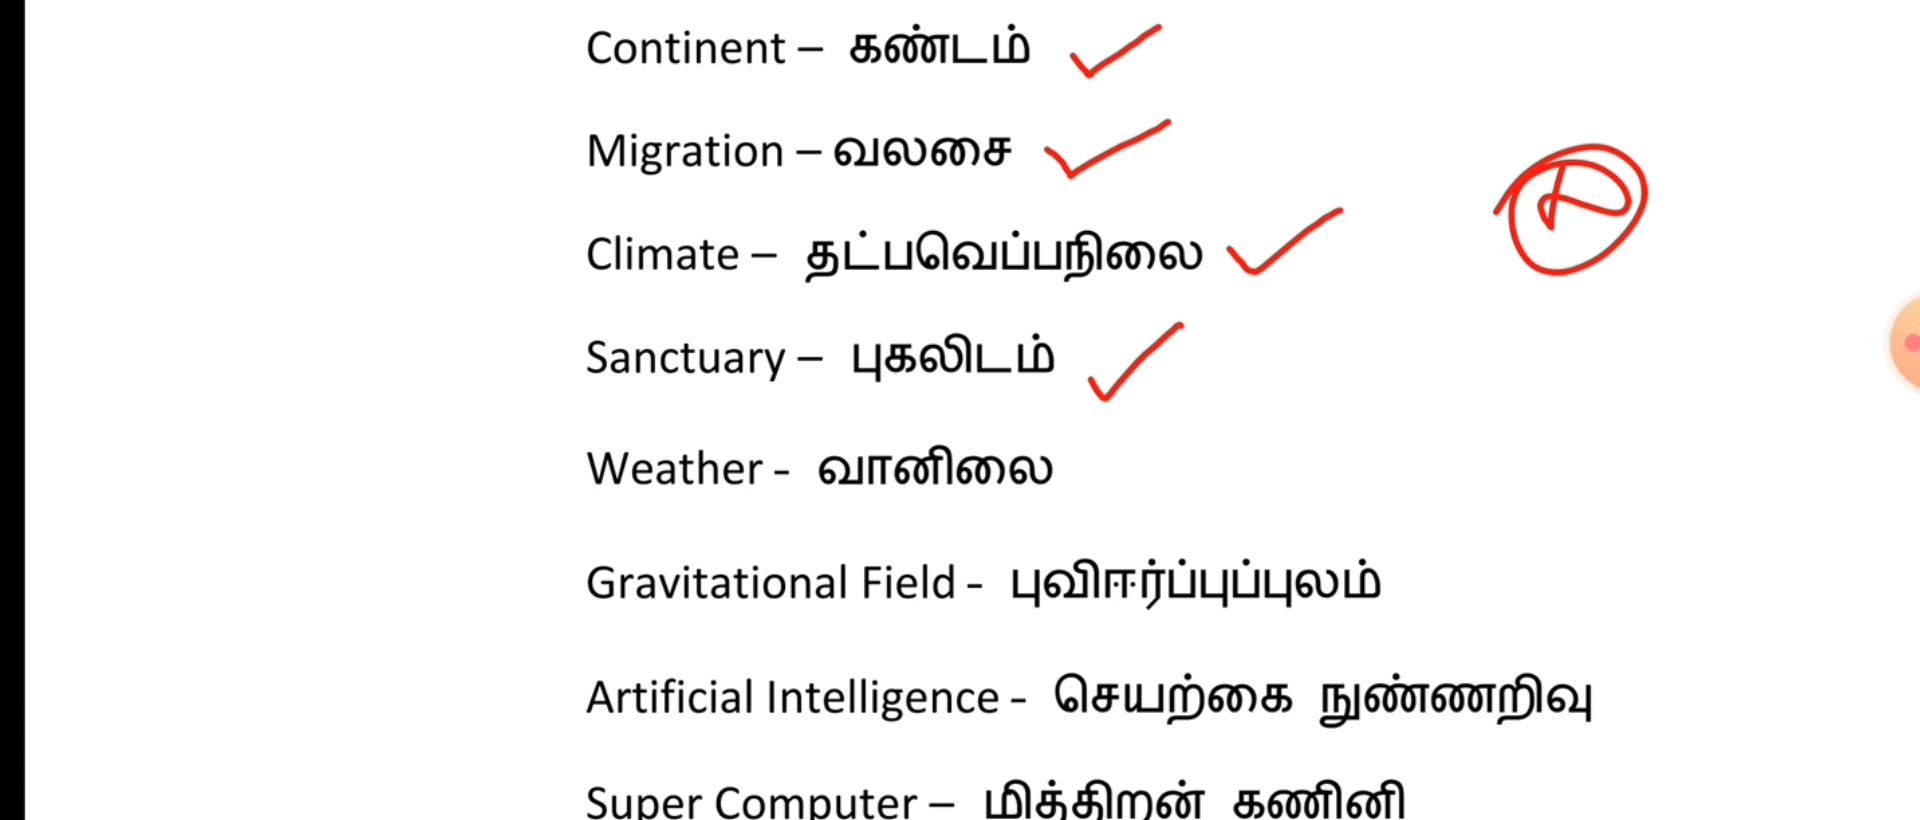 Continent – கண்டம்
Migration – வலசை
Climate – தட்பவெப்பநிலை
Sanctuary – புகலிடம்
Weather - வானிலை
Gravitational Field - புவிஈர்ப்புப்புலம்
Artificial Intelligence - செயற்கை நுண்ணறிவு
Super Computer – மித்திறன் கணினி